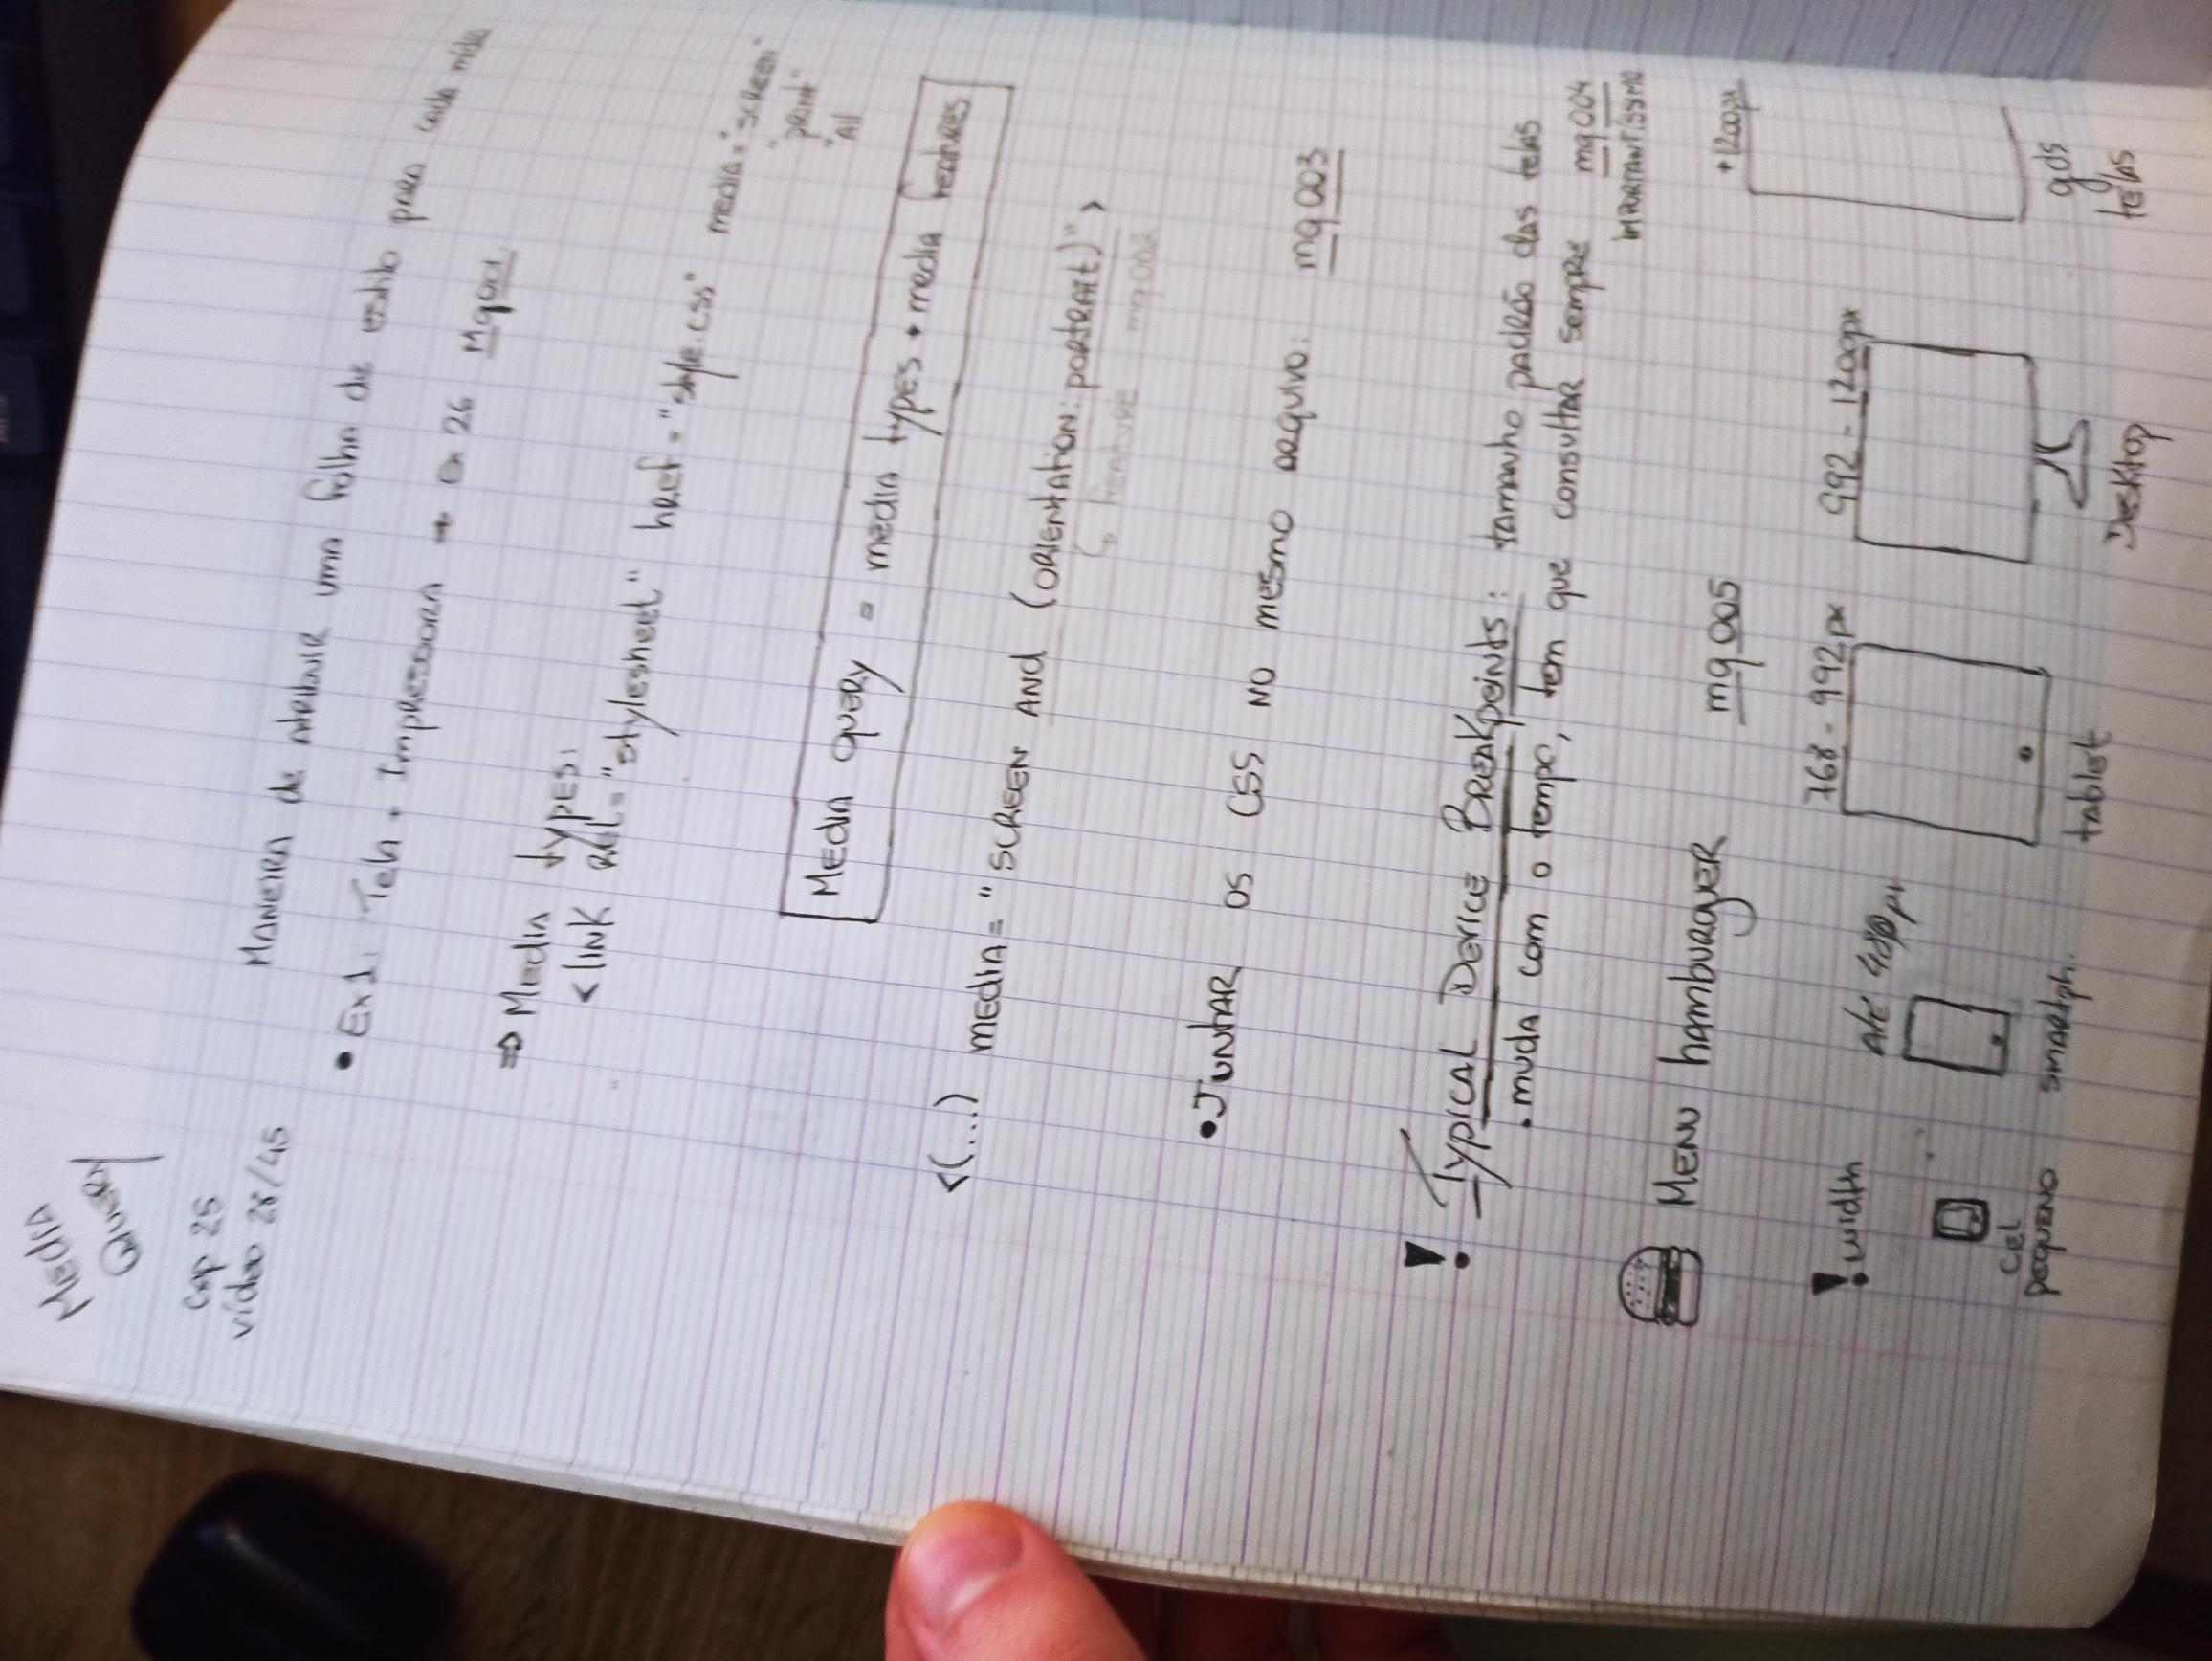 MEDIA
QUERY
Cap 25
vídeo 28/45
MANEIRA de atribuir uma folha de estilo para cada mídia
• Ex1: Tela + Impressora → Ex 26 Mq001
⇒ Media types:
<link rel="stylesheet" href="style.css" media="screen"
"print"
"All
Media query = media types + media features
<(...) media="screen and (orientation: portrait)">
↳ feature mq002
• Juntar os CSS no mesmo arquivo: mq003
! Typical Device Breakpoints: tamanho padrão das telas
. muda com o tempo, tem que consultar sempre mq004
importantíssimo
Menu hamburguer mq005
+1200px
768 - 992px
992 - 1200px
! width
Até 480px
cel
pequeno
smartph.
tablet
Desktop
gds
telas